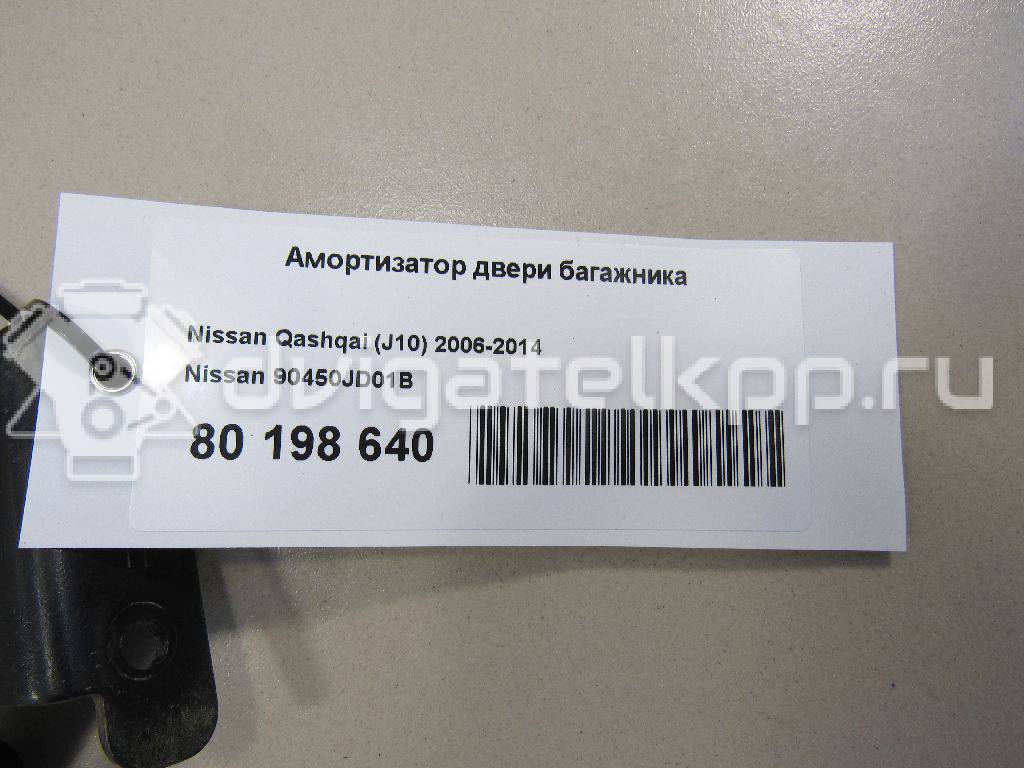 Амортизатор двери багажника
Nissan Qashqai (J10) 2006-2014
Nissan 90450JD01B
80 198 640
dvigatelkpp.ru